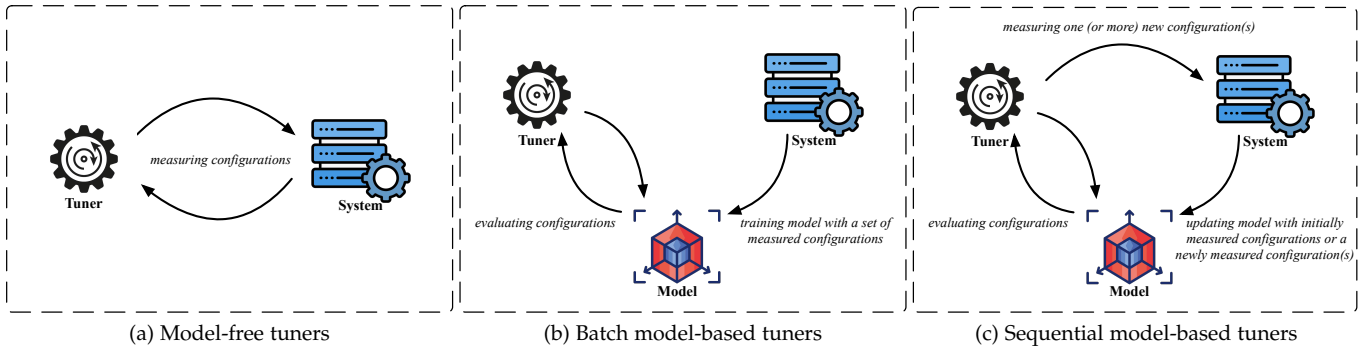 measuring configurations
Tuner
System
(a) Model-free tuners
Tuner
System
evaluating configurations
training model with a set of
measured configurations
Model
(b) Batch model-based tuners
measuring one (or more) new configuration(s)
Tuner
System
evaluating configurations
updating model with initially
measured configurations or a
newly measured configuration(s)
Model
(c) Sequential model-based tuners